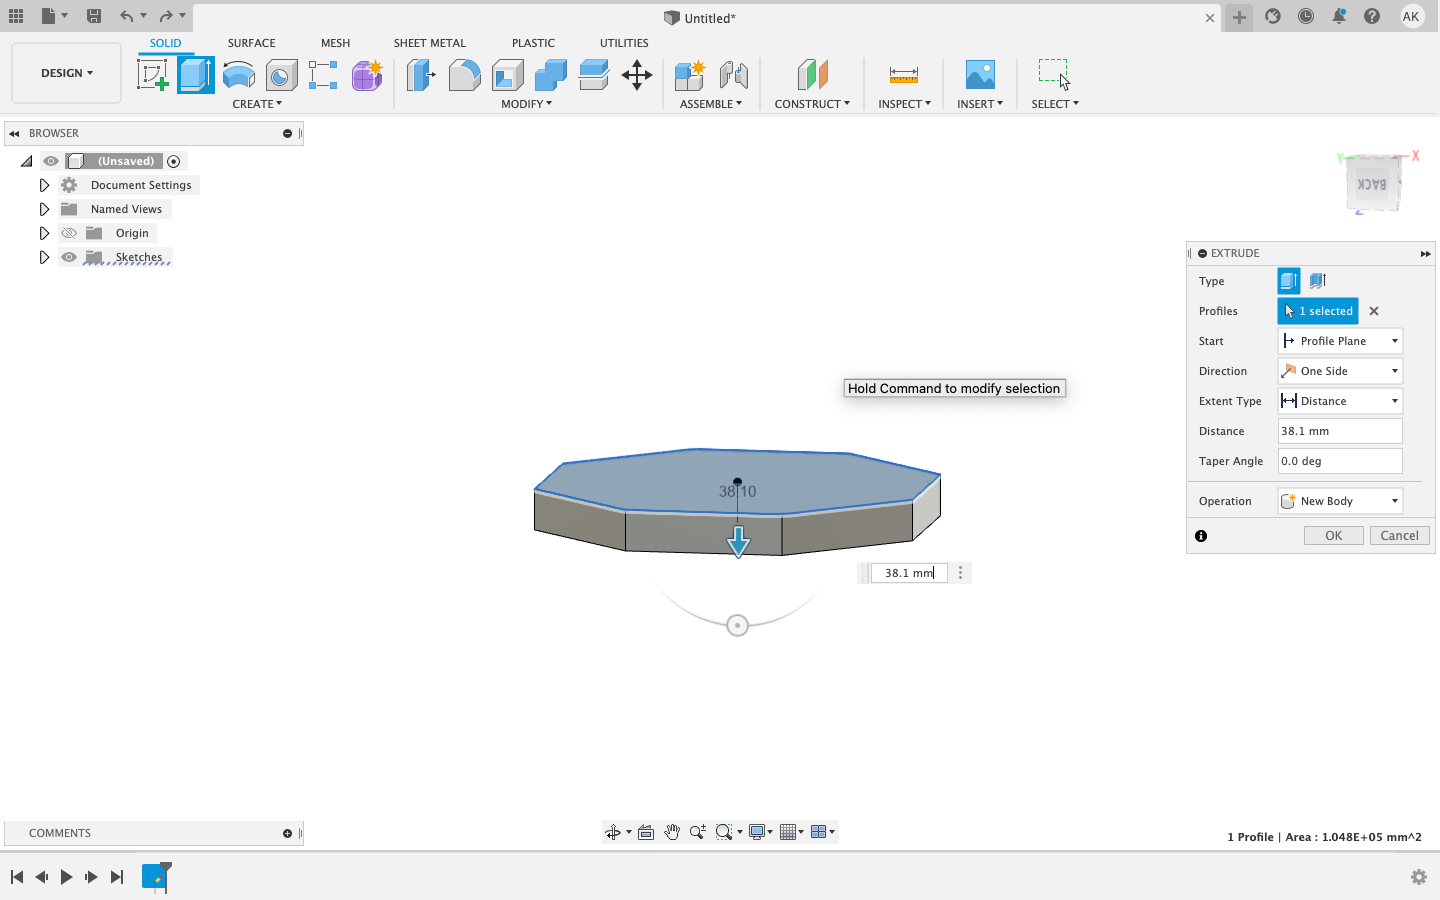 Untitled*
AK
DESIGN
SOLID
SURFACE
MESH
SHEET METAL
PLASTIC
UTILITIES
CREATE
MODIFY
ASSEMBLE
CONSTRUCT
INSPECT
INSERT
SELECT
BROWSER
(Unsaved)
Document Settings
Named Views
Origin
Sketches
Y
X
BACK
Z
EXTRUDE
Type
Profiles 1 selected
Start Profile Plane
Direction One Side
Extent Type Distance
Distance 38.1 mm
Taper Angle 0.0 deg
Operation New Body
OK Cancel
Hold Command to modify selection
38.10
38.1 mm
COMMENTS
1 Profile | Area : 1.048E+05 mm^2